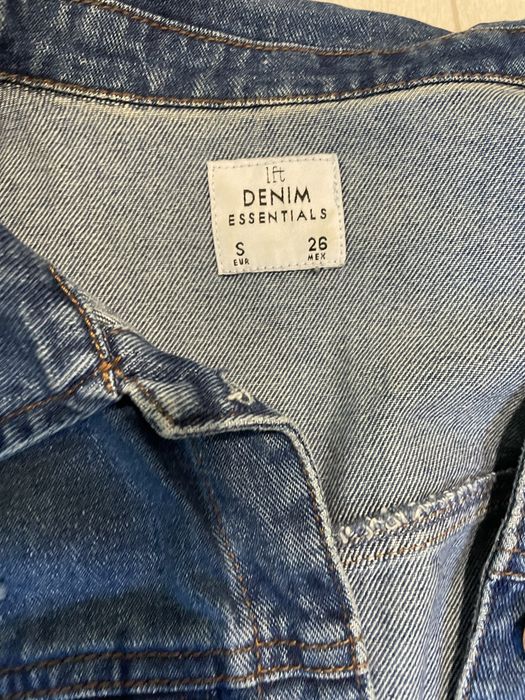 lft
DENIM
ESSENTIALS
S 26
EUR MEX